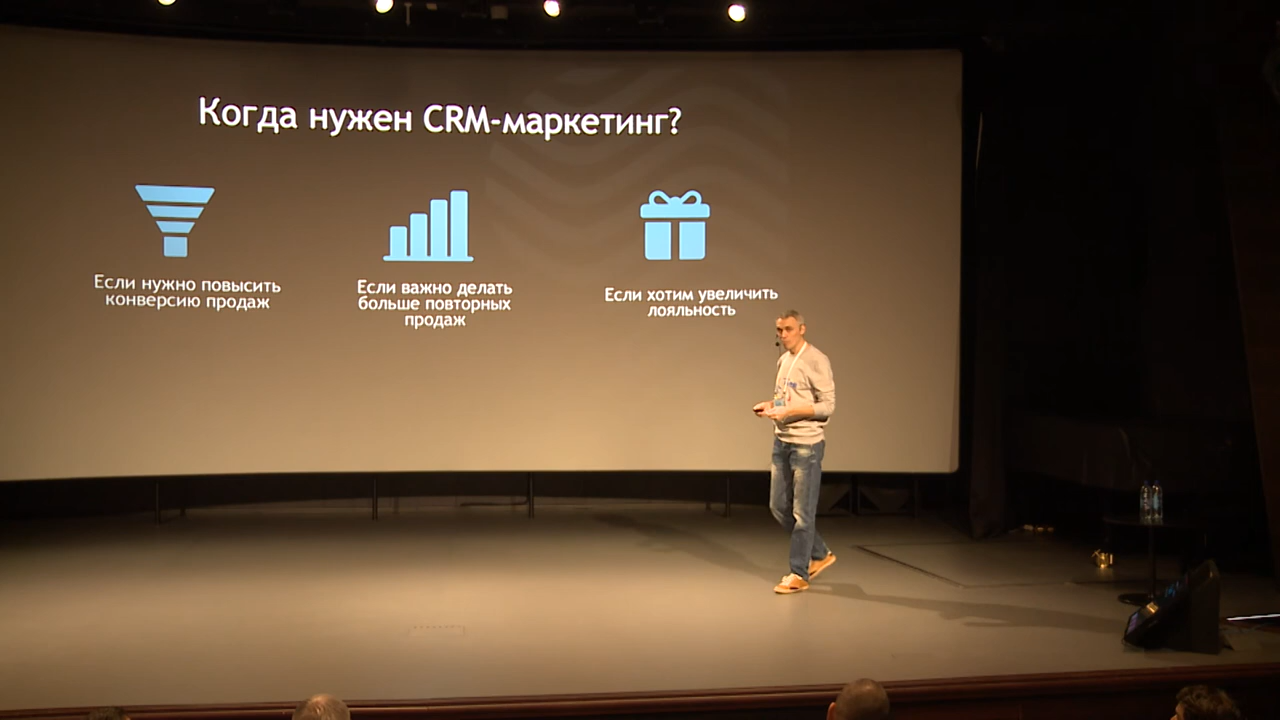 Когда нужен CRM-маркетинг?
Если нужно повысить
конверсию продаж
Если важно делать
больше повторных
продаж
Если хотим увеличить
лояльность